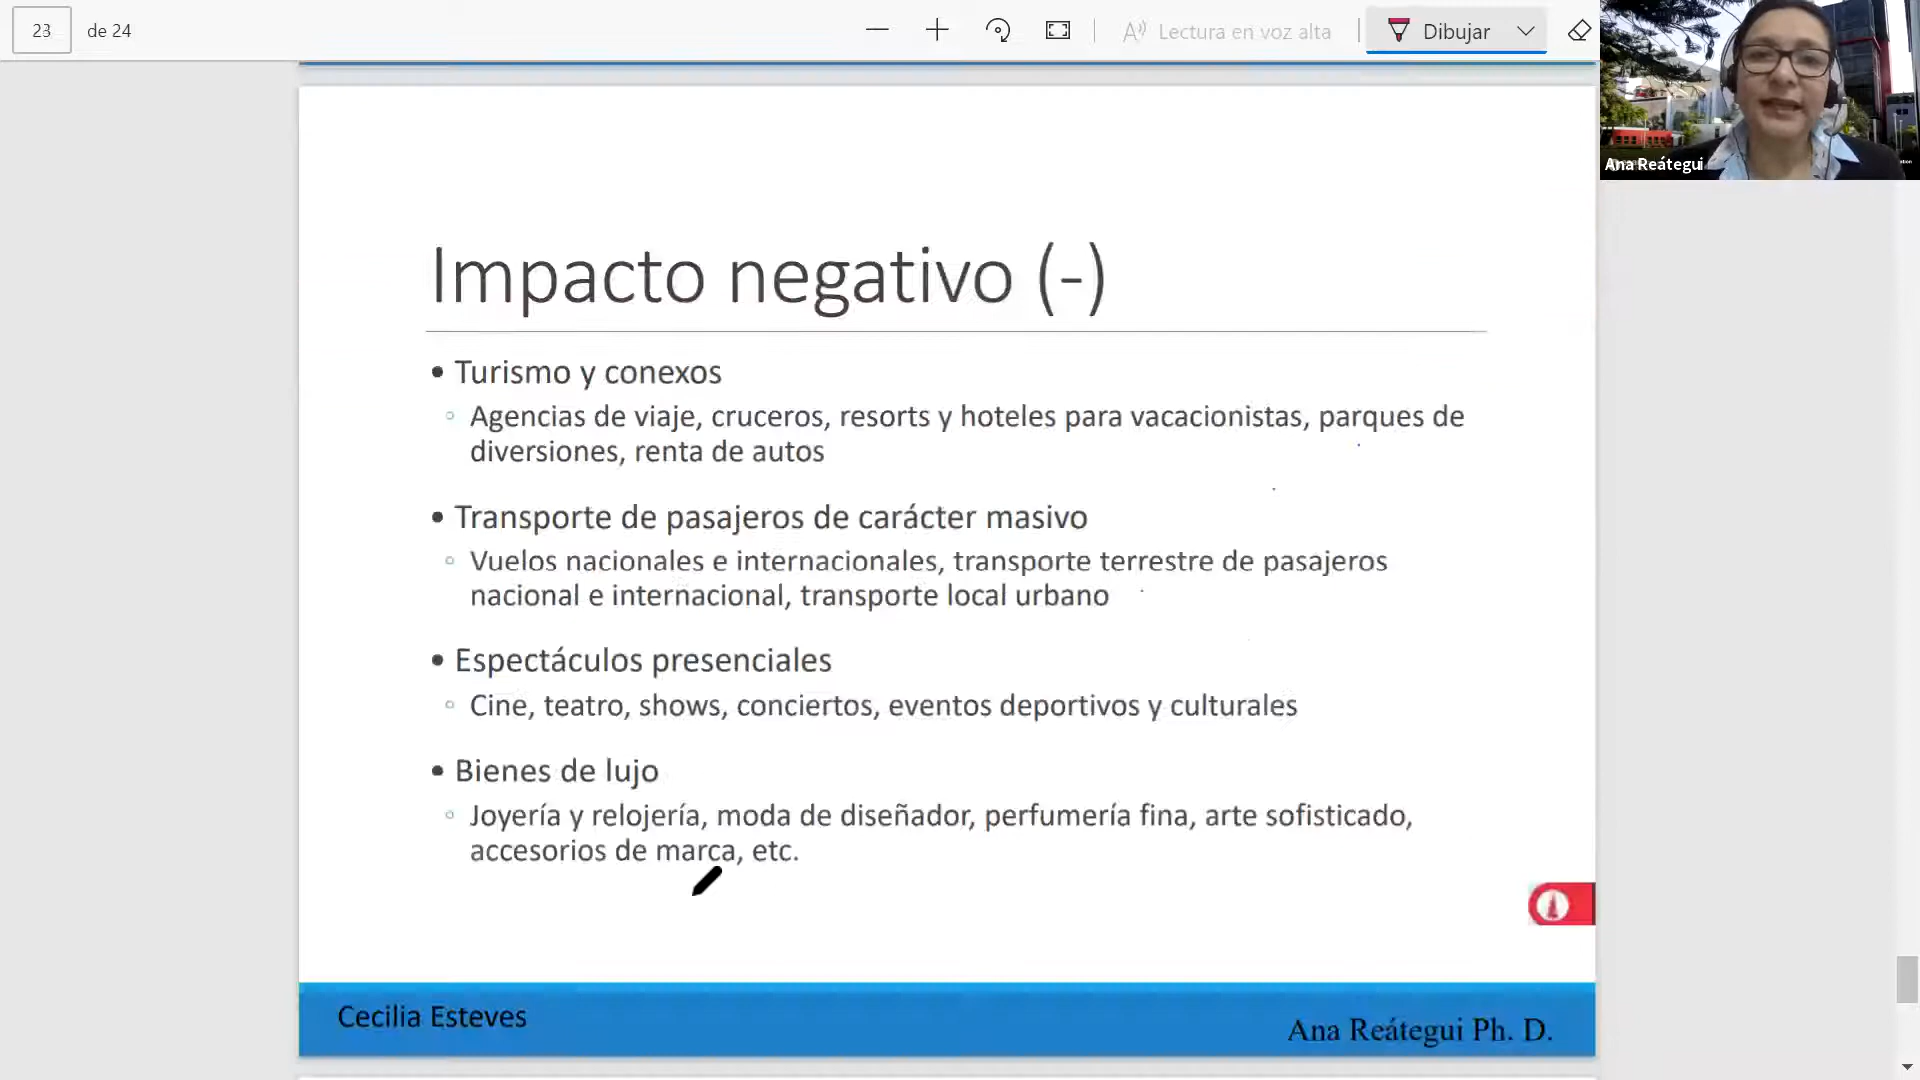 23 de 24
Lectura en voz alta
Dibujar
Ana Reátegui
Impacto negativo (-)
• Turismo y conexos
◦ Agencias de viaje, cruceros, resorts y hoteles para vacacionistas, parques de
diversiones, renta de autos
• Transporte de pasajeros de carácter masivo
◦ Vuelos nacionales e internacionales, transporte terrestre de pasajeros
nacional e internacional, transporte local urbano
• Espectáculos presenciales
◦ Cine, teatro, shows, conciertos, eventos deportivos y culturales
• Bienes de lujo
◦ Joyería y relojería, moda de diseñador, perfumería fina, arte sofisticado,
accesorios de marca, etc.
Cecilia Esteves
Ana Reátegui Ph. D.